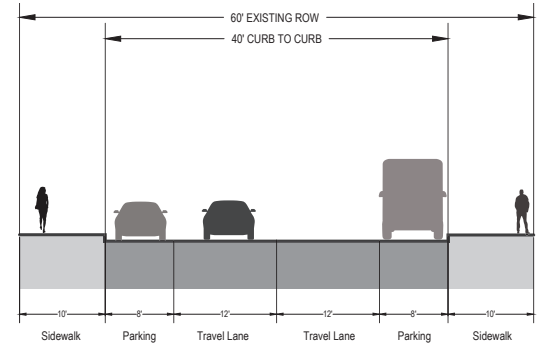 60' EXISTING ROW
40' CURB TO CURB
10' 8' 12' 12' 8' 10'
Sidewalk Parking Travel Lane Travel Lane Parking Sidewalk